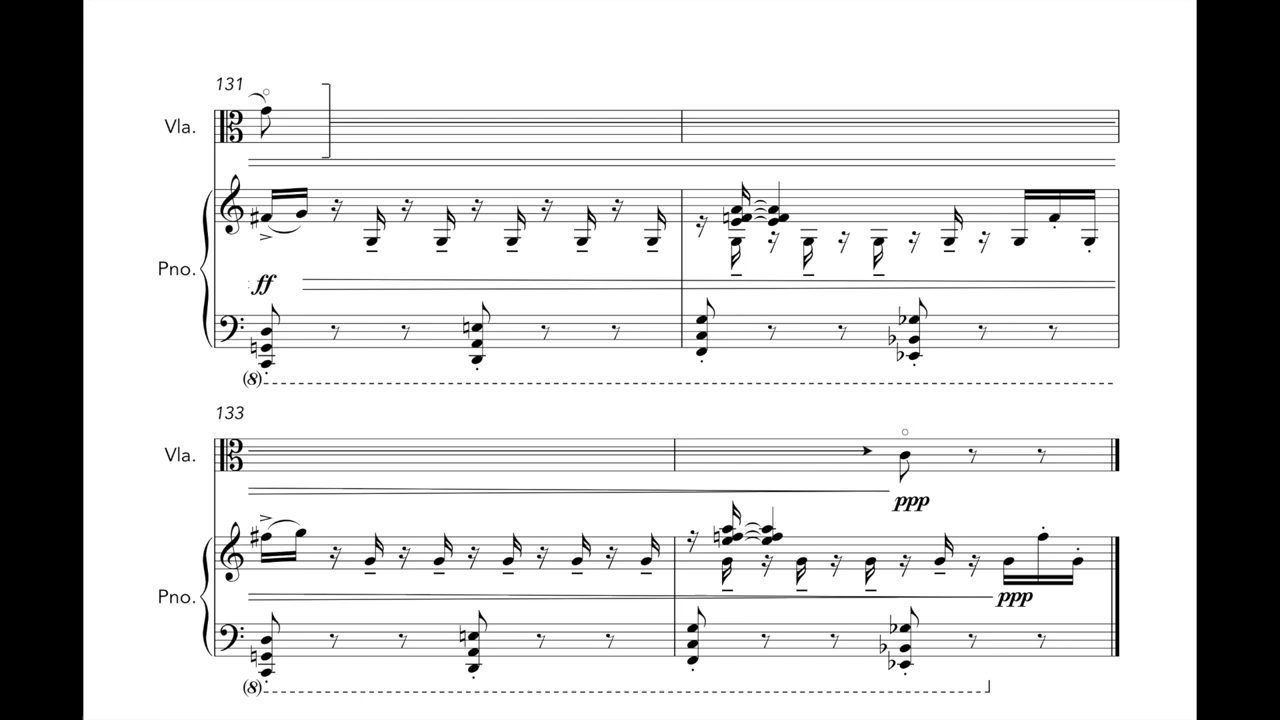 131
Vla.
Pno.
ff
(8)
133
Vla.
ppp
Pno.
ppp
(8)